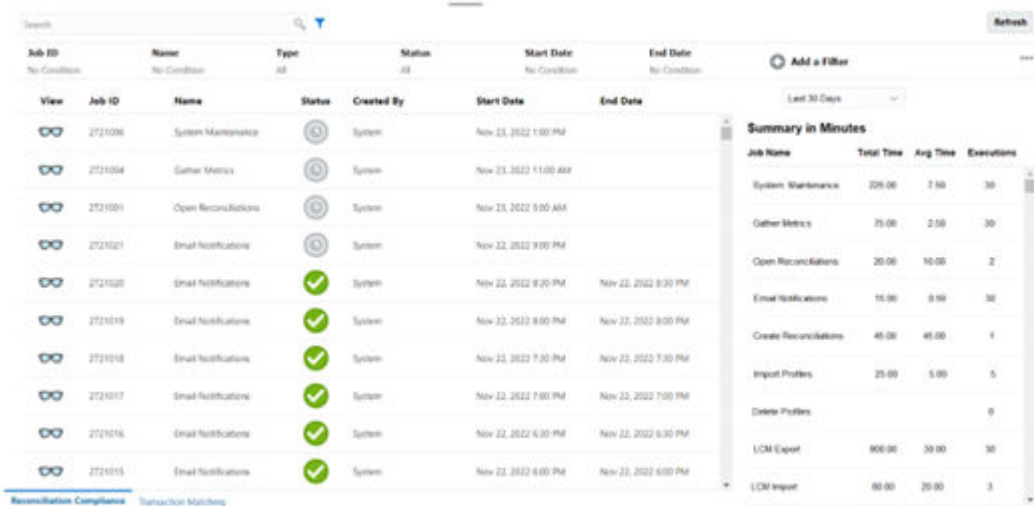 Search
Refresh
Job ID Name Type Status Start Date End Date
No Condition No Condition All All No Condition No Condition
Add a Filter
Last 30 Days
View Job ID Name Status Created By Start Date End Date
2721006 System Maintenance System Nov 23, 2022 1:00 PM
2721004 Gather Metrics System Nov 23, 2022 11:00 AM
2721001 Open Reconciliations System Nov 23, 2022 5:00 AM
2721021 Email Notifications System Nov 22, 2022 9:00 PM
2721020 Email Notifications System Nov 22, 2022 8:30 PM Nov 22, 2022 8:30 PM
2721019 Email Notifications System Nov 22, 2022 8:00 PM Nov 22, 2022 8:00 PM
2721018 Email Notifications System Nov 22, 2022 7:30 PM Nov 22, 2022 7:30 PM
2721017 Email Notifications System Nov 22, 2022 7:00 PM Nov 22, 2022 7:00 PM
2721016 Email Notifications System Nov 22, 2022 6:30 PM Nov 22, 2022 6:30 PM
2721015 Email Notifications System Nov 22, 2022 6:00 PM Nov 22, 2022 6:00 PM
Summary in Minutes
Job Name Total Time Avg Time Executions
System Maintenance 225.00 7.50 30
Gather Metrics 75.00 2.50 30
Open Reconciliations 20.00 10.00 2
Email Notifications 15.00 0.50 30
Create Reconciliations 45.00 45.00 1
Import Profiles 25.00 5.00 5
Delete Profiles 0
LCM Export 900.00 30.00 30
LCM Import 60.00 20.00 3
Reconciliation Compliance Transaction Matching